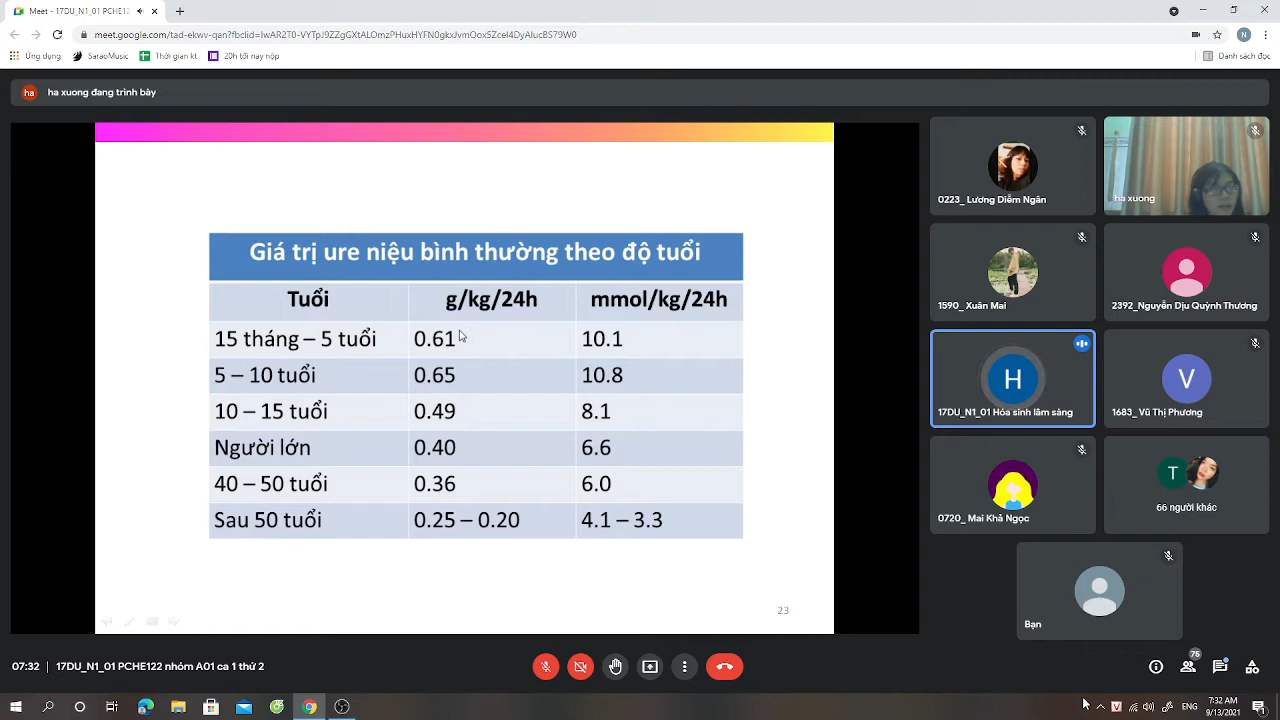 Meet - 17DU_N1_01 PCHE12
meet.google.com/tad-ekwv-qan?fbclid=IwAR2T0-VYTpJ9ZZgGXtALOmzPHuxHYFN0gkJvmOoxSZcel4DyAIucBS79W0
Ứng dụng
SaraoMusic
Thời gian kt
20h tối nay nộp
Danh sách đọc
N
ha
ha xuong đang trình bày
Giá trị ure niệu bình thường theo độ tuổi
Tuổi g/kg/24h mmol/kg/24h
15 tháng – 5 tuổi 0.61 10.1
5 – 10 tuổi 0.65 10.8
10 – 15 tuổi 0.49 8.1
Người lớn 0.40 6.6
40 – 50 tuổi 0.36 6.0
Sau 50 tuổi 0.25 – 0.20 4.1 – 3.3
23
0223_ Lương Diễm Ngân
ha xuong
1590_ Xuân Mai
2392_Nguyễn Dịu Quỳnh Thương
H
17DU_N1_01 Hóa sinh lâm sàng
V
1683_ Vũ Thị Phương
0720_ Mai Khả Ngọc
T
66 người khác
Bạn
07:32
17DU_N1_01 PCHE122 nhóm A01 ca 1 thứ 2
76
7:32 AM
9/13/2021